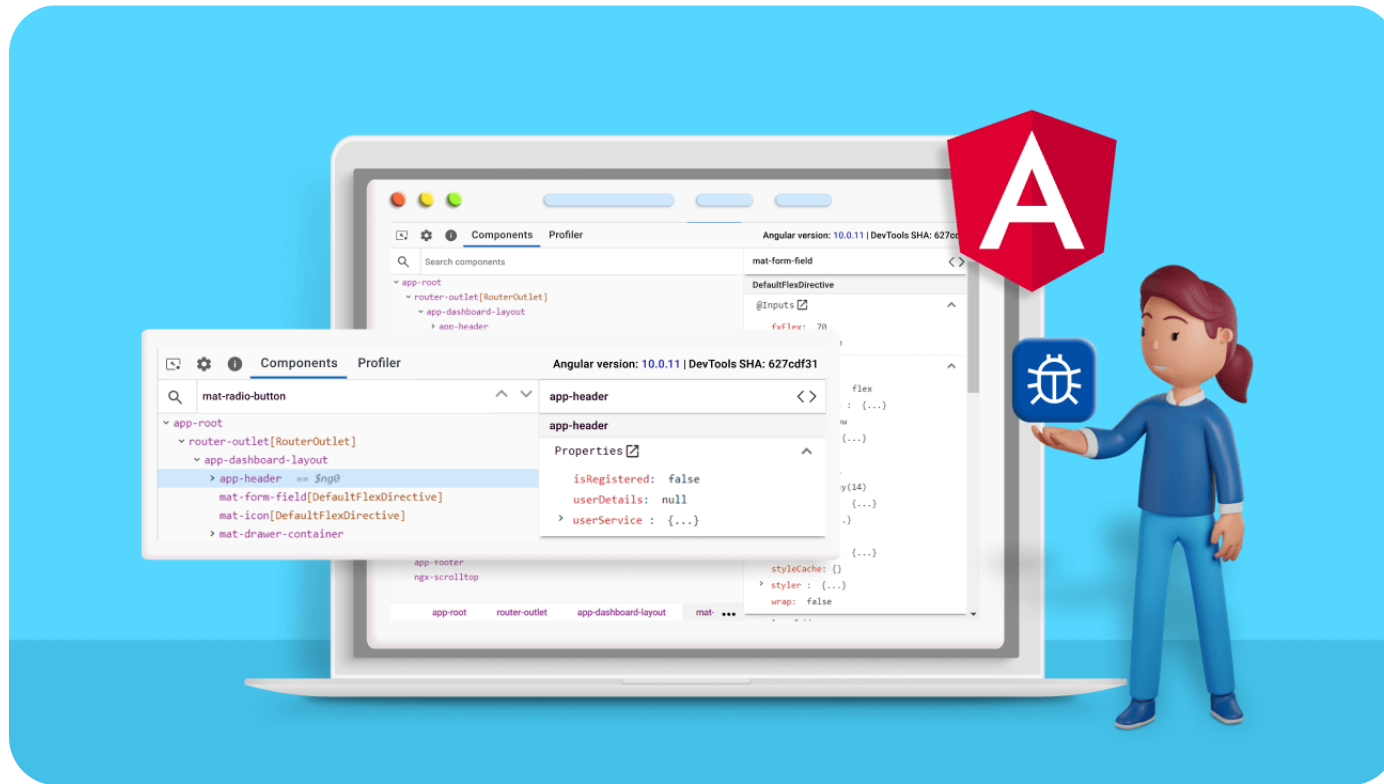 A
Components Profiler Angular version: 10.0.11 | DevTools SHA:
Search components mat-form-field <>
app-root DefaultFlexDirective
router-outlet[RouterOutlet] @Inputs
app-dashboard-layout
app-header fxFlex: 70
Components Profiler Angular version: 10.0.11 | DevTools SHA: 627cdf31
mat-radio-button app-header <>
app-header
app-root
router-outlet[RouterOutlet] Properties
app-dashboard-layout
app-header == $ng0 isRegistered: false
mat-form-field[DefaultFlexDirective] userDetails: null
mat-icon[DefaultFlexDirective] userService : {...}
mat-drawer-container
flex
: {...}
{...}
(14)
{...}
{...}
app-footer
styleCache: {}
ngx-scrolltop
styler : {...}
wrap: false
app-root router-outlet app-dashboard-layout mat- •••